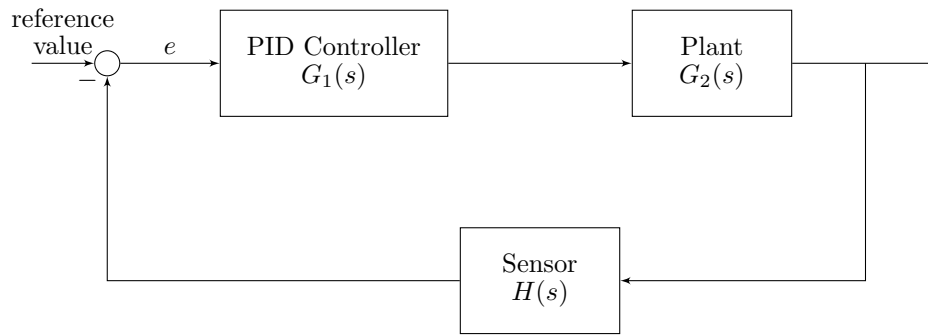 reference
value
−
e
PID Controller
G₁(s)
Plant
G₂(s)
Sensor
H(s)